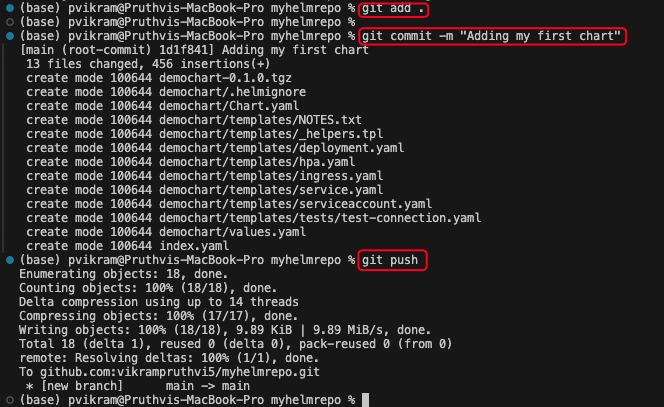 (base) pvikram@Pruthvis-MacBook-Pro myhelmrepo % git add .
(base) pvikram@Pruthvis-MacBook-Pro myhelmrepo %
(base) pvikram@Pruthvis-MacBook-Pro myhelmrepo % git commit -m "Adding my first chart"
[main (root-commit) 1d1f841] Adding my first chart
13 files changed, 456 insertions(+)
create mode 100644 demochart-0.1.0.tgz
create mode 100644 demochart/.helmignore
create mode 100644 demochart/Chart.yaml
create mode 100644 demochart/templates/NOTES.txt
create mode 100644 demochart/templates/_helpers.tpl
create mode 100644 demochart/templates/deployment.yaml
create mode 100644 demochart/templates/hpa.yaml
create mode 100644 demochart/templates/ingress.yaml
create mode 100644 demochart/templates/service.yaml
create mode 100644 demochart/templates/serviceaccount.yaml
create mode 100644 demochart/templates/tests/test-connection.yaml
create mode 100644 demochart/values.yaml
create mode 100644 index.yaml
(base) pvikram@Pruthvis-MacBook-Pro myhelmrepo % git push
Enumerating objects: 18, done.
Counting objects: 100% (18/18), done.
Delta compression using up to 14 threads
Compressing objects: 100% (17/17), done.
Writing objects: 100% (18/18), 9.89 KiB | 9.89 MiB/s, done.
Total 18 (delta 1), reused 0 (delta 0), pack-reused 0 (from 0)
remote: Resolving deltas: 100% (1/1), done.
To github.com:vikrampruthvi5/myhelmrepo.git
* [new branch]      main -> main
(base) pvikram@Pruthvis-MacBook-Pro myhelmrepo %